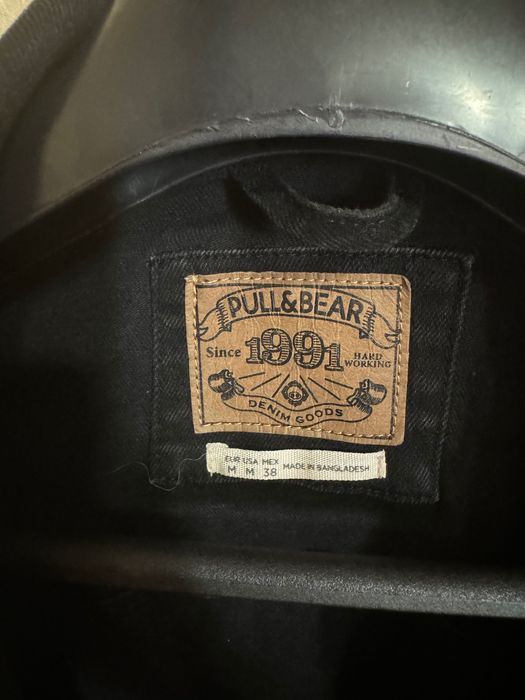 PULL&BEAR
Since 1991 HARD WORKING
DENIM GOODS
EUR USA MEX
M M 38
MADE IN BANGLADESH